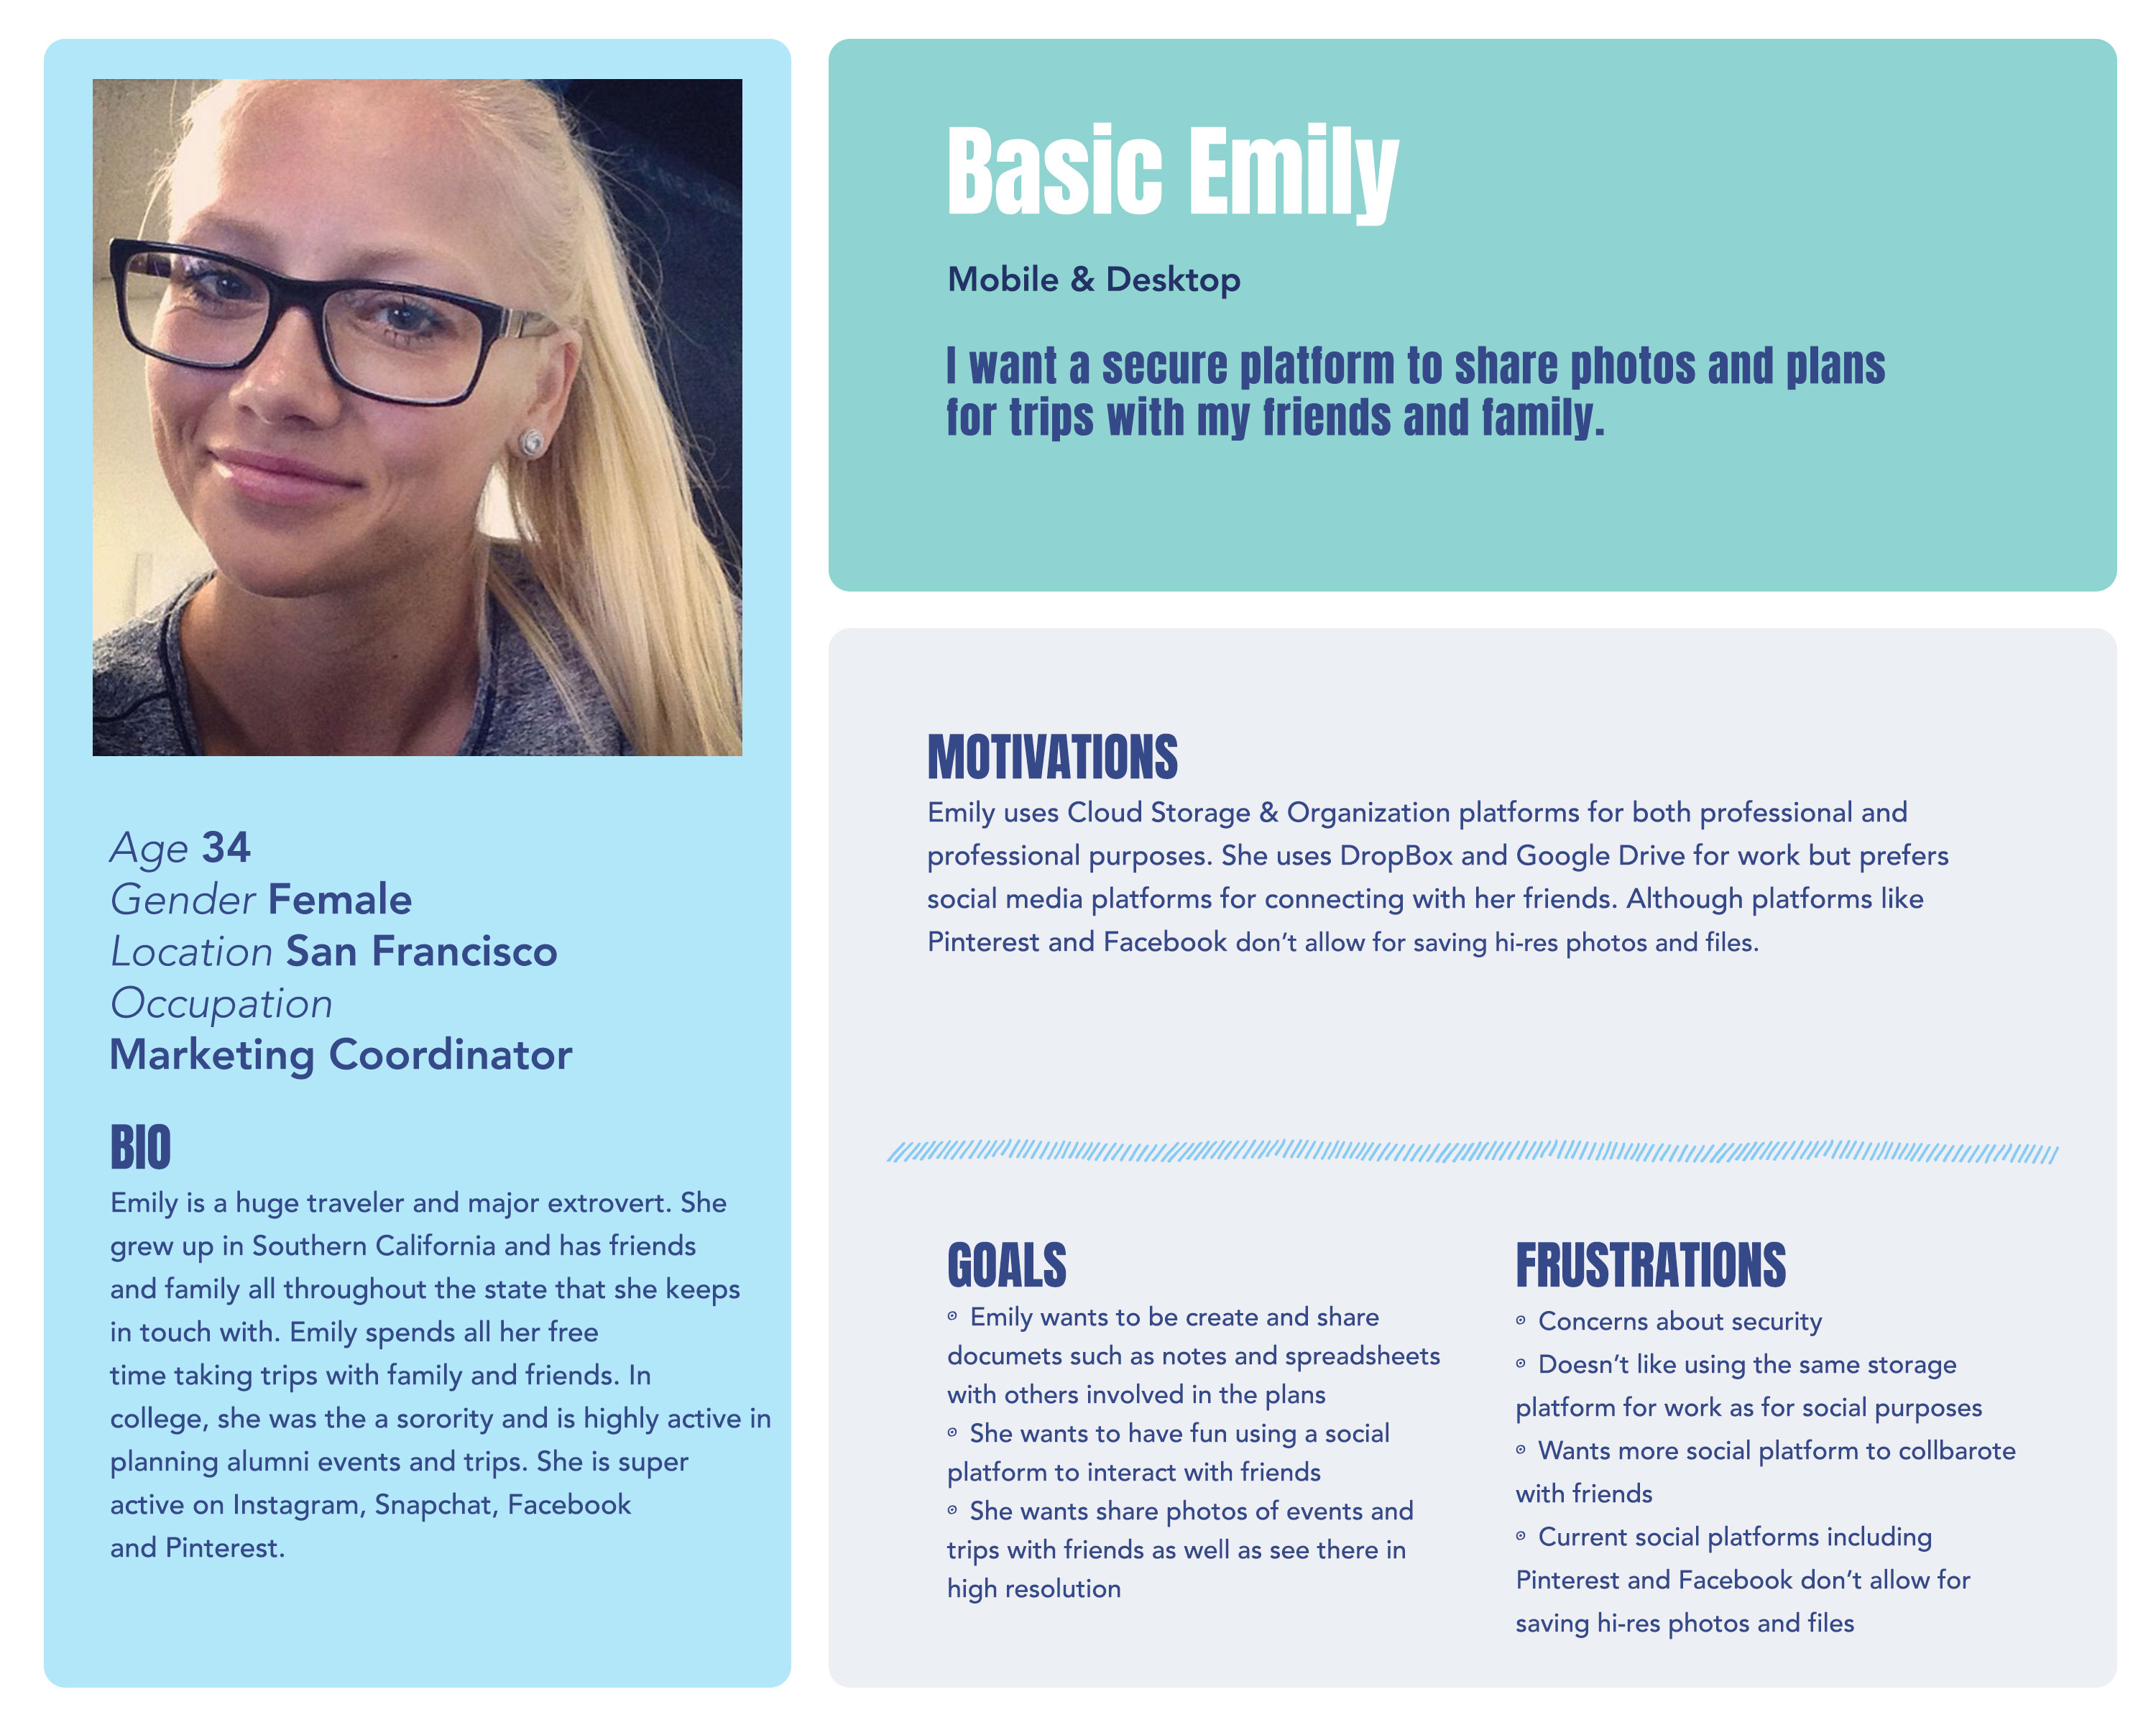 Basic Emily
Mobile & Desktop
I want a secure platform to share photos and plans
for trips with my friends and family.
Age 34
Gender Female
Location San Francisco
Occupation
Marketing Coordinator
BIO
Emily is a huge traveler and major extrovert. She
grew up in Southern California and has friends
and family all throughout the state that she keeps
in touch with. Emily spends all her free
time taking trips with family and friends. In
college, she was the a sorority and is highly active in
planning alumni events and trips. She is super
active on Instagram, Snapchat, Facebook
and Pinterest.
MOTIVATIONS
Emily uses Cloud Storage & Organization platforms for both professional and
professional purposes. She uses DropBox and Google Drive for work but prefers
social media platforms for connecting with her friends. Although platforms like
Pinterest and Facebook don’t allow for saving hi-res photos and files.
GOALS
Emily wants to be create and share
documets such as notes and spreadsheets
with others involved in the plans
She wants to have fun using a social
platform to interact with friends
She wants share photos of events and
trips with friends as well as see there in
high resolution
FRUSTRATIONS
Concerns about security
Doesn’t like using the same storage
platform for work as for social purposes
Wants more social platform to collbarote
with friends
Current social platforms including
Pinterest and Facebook don’t allow for
saving hi-res photos and files